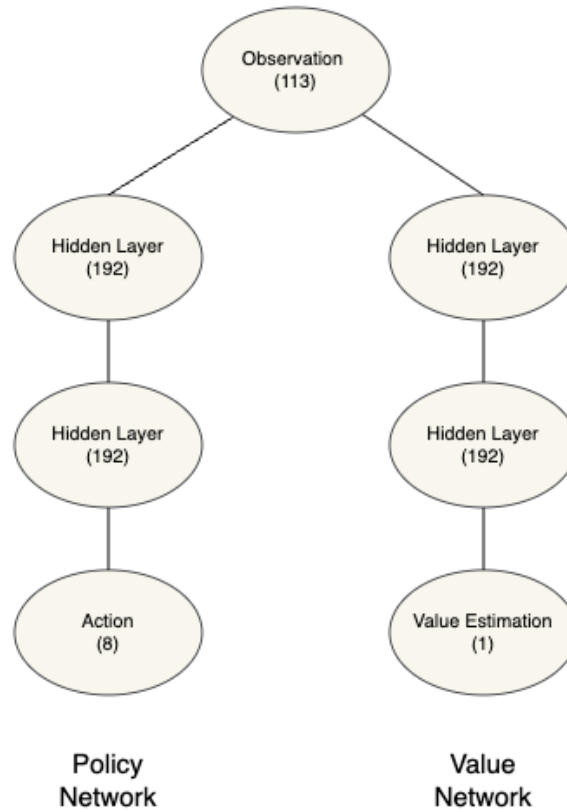 Observation
(113)
Hidden Layer
(192)
Hidden Layer
(192)
Hidden Layer
(192)
Hidden Layer
(192)
Action
(8)
Value Estimation
(1)
Policy
Network
Value
Network